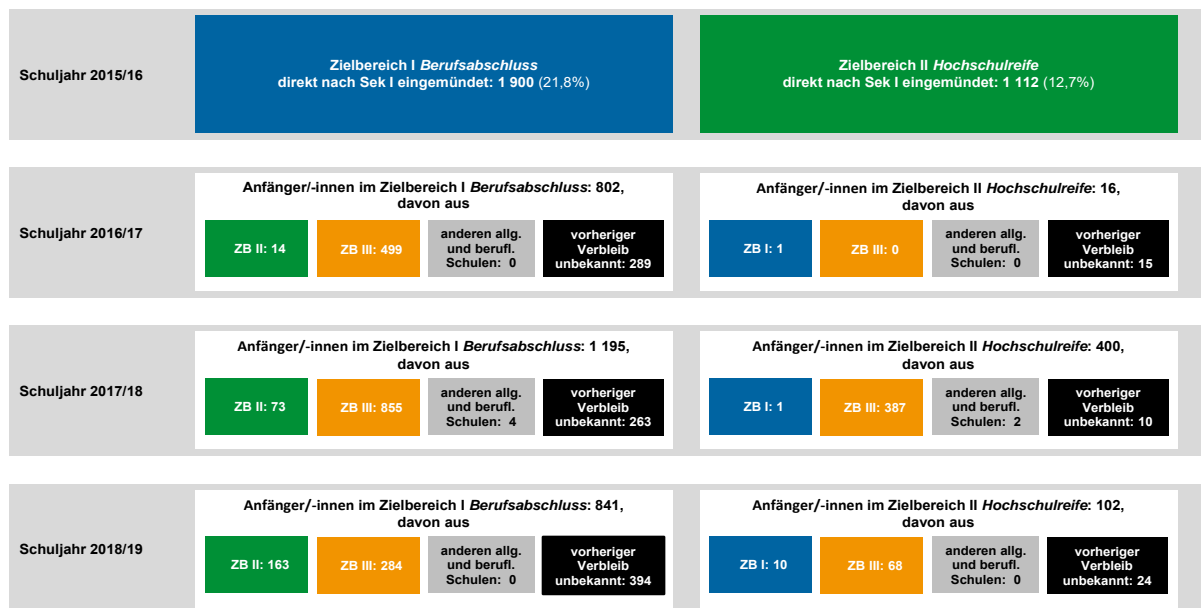 Schuljahr 2015/16
Zielbereich I Berufsabschluss
direkt nach Sek I eingemündet: 1 900 (21,8%)
Zielbereich II Hochschulreife
direkt nach Sek I eingemündet: 1 112 (12,7%)
Schuljahr 2016/17
Anfänger/-innen im Zielbereich I Berufsabschluss: 802,
davon aus
ZB II: 14
ZB III: 499
anderen allg.
und berufl.
Schulen: 0
vorheriger
Verbleib
unbekannt: 289
Anfänger/-innen im Zielbereich II Hochschulreife: 16,
davon aus
ZB I: 1
ZB III: 0
anderen allg.
und berufl.
Schulen: 0
vorheriger
Verbleib
unbekannt: 15
Schuljahr 2017/18
Anfänger/-innen im Zielbereich I Berufsabschluss: 1 195,
davon aus
ZB II: 73
ZB III: 855
anderen allg.
und berufl.
Schulen: 4
vorheriger
Verbleib
unbekannt: 263
Anfänger/-innen im Zielbereich II Hochschulreife: 400,
davon aus
ZB I: 1
ZB III: 387
anderen allg.
und berufl.
Schulen: 2
vorheriger
Verbleib
unbekannt: 10
Schuljahr 2018/19
Anfänger/-innen im Zielbereich I Berufsabschluss: 841,
davon aus
ZB II: 163
ZB III: 284
anderen allg.
und berufl.
Schulen: 0
vorheriger
Verbleib
unbekannt: 394
Anfänger/-innen im Zielbereich II Hochschulreife: 102,
davon aus
ZB I: 10
ZB III: 68
anderen allg.
und berufl.
Schulen: 0
vorheriger
Verbleib
unbekannt: 24